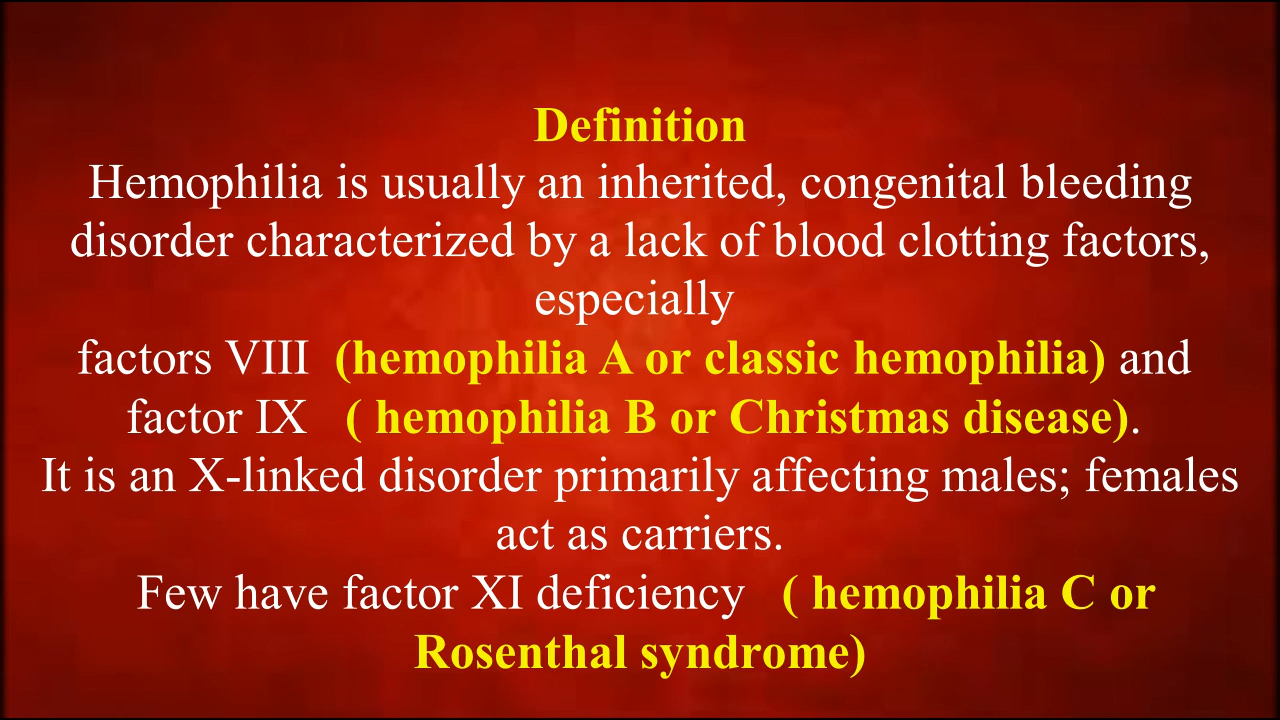 Definition
Hemophilia is usually an inherited, congenital bleeding
disorder characterized by a lack of blood clotting factors,
especially
factors VIII (hemophilia A or classic hemophilia) and
factor IX ( hemophilia B or Christmas disease).
It is an X-linked disorder primarily affecting males; females
act as carriers.
Few have factor XI deficiency ( hemophilia C or
Rosenthal syndrome)